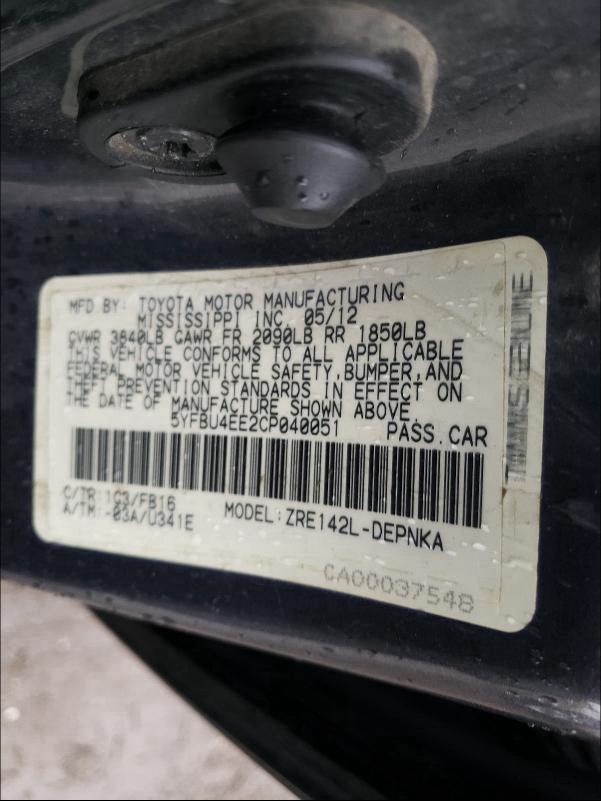 MFD BY: TOYOTA MOTOR MANUFACTURING
MISSISSIPPI INC. 05/12
GVWR 3840LB GAWR FR 2090LB RR 1850LB
THIS VEHICLE CONFORMS TO ALL APPLICABLE
FEDERAL MOTOR VEHICLE SAFETY,BUMPER,AND
THEFT PREVENTION STANDARDS IN EFFECT ON
THE DATE OF MANUFACTURE SHOWN ABOVE.
5YFBU4EE2CP040051 PASS.CAR
C/TR:1C3/FB16
A/TM:-03A/U341E MODEL:ZRE142L-DEPNKA
CA00037548